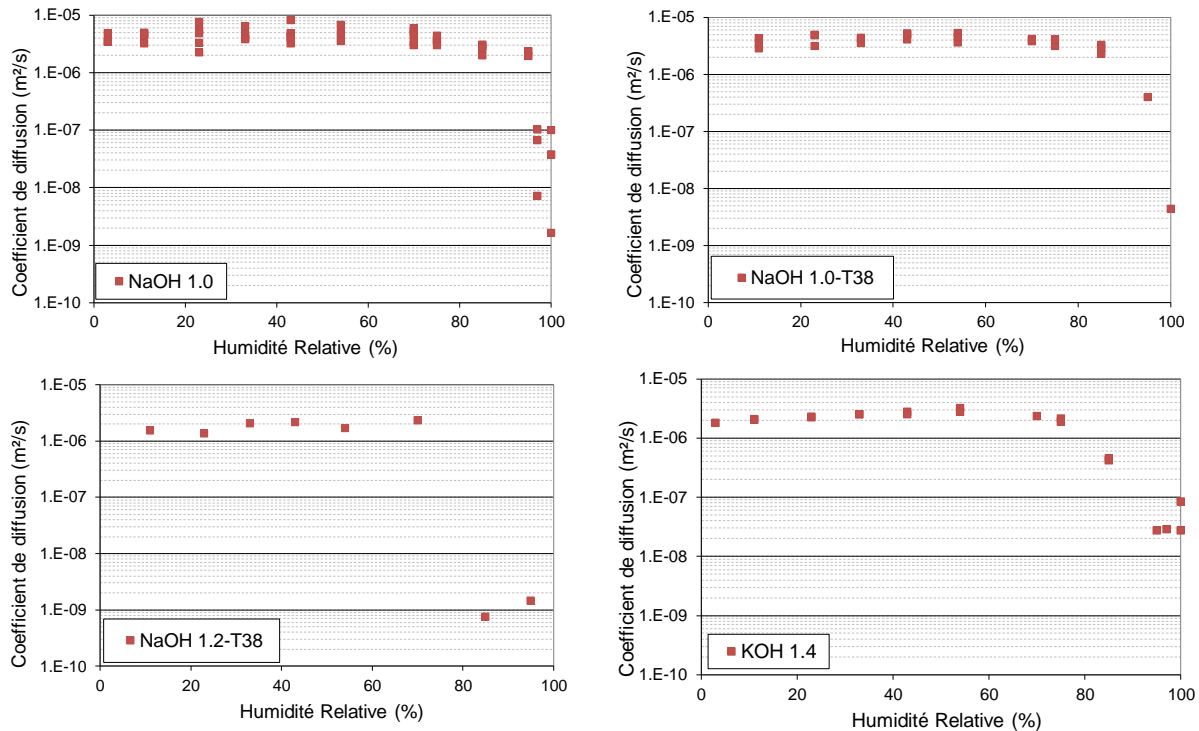 Coefficient de diffusion (m²/s)
1.E-05
1.E-06
1.E-07
1.E-08
1.E-09
1.E-10
NaOH 1.0
0 20 40 60 80 100
Humidité Relative (%)
Coefficient de diffusion (m²/s)
1.E-05
1.E-06
1.E-07
1.E-08
1.E-09
1.E-10
NaOH 1.0-T38
0 20 40 60 80 100
Humidité Relative (%)
Coefficient de diffusion (m²/s)
1.E-05
1.E-06
1.E-07
1.E-08
1.E-09
1.E-10
NaOH 1.2-T38
0 20 40 60 80 100
Humidité Relative (%)
Coefficient de diffusion (m²/s)
1.E-05
1.E-06
1.E-07
1.E-08
1.E-09
1.E-10
KOH 1.4
0 20 40 60 80 100
Humidité Relative (%)